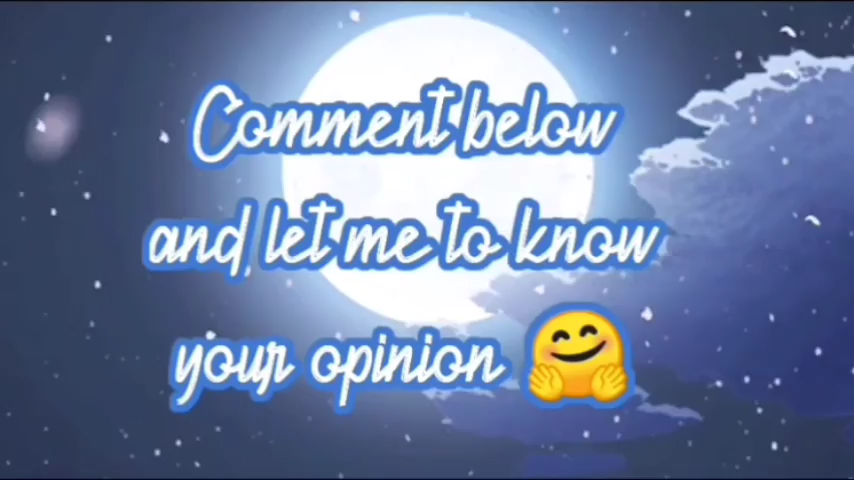 Comment below
and let me to know
your opinion 🤗